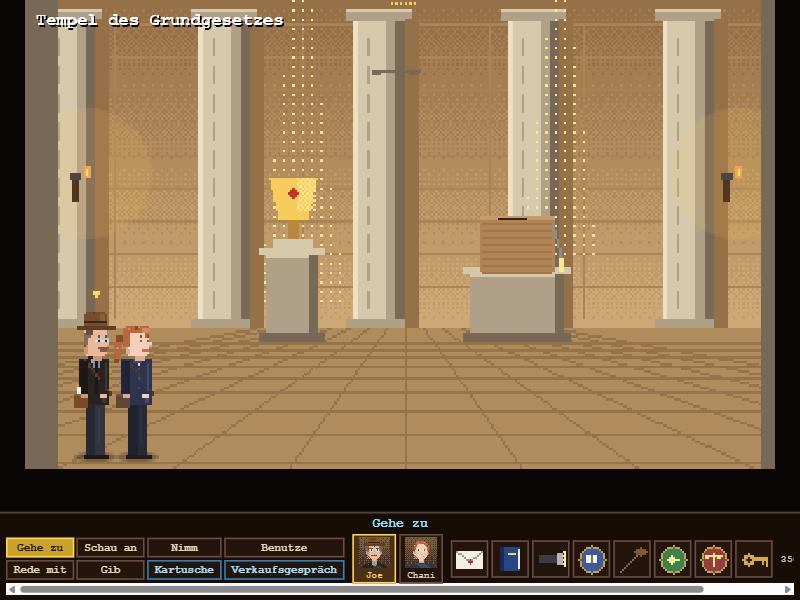 Tempel des Grundgesetzes
Gehe zu
Gehe zu Schau an Nimm Benutze
Rede mit Gib Kartusche Verkaufsgespräch
Joe Chani